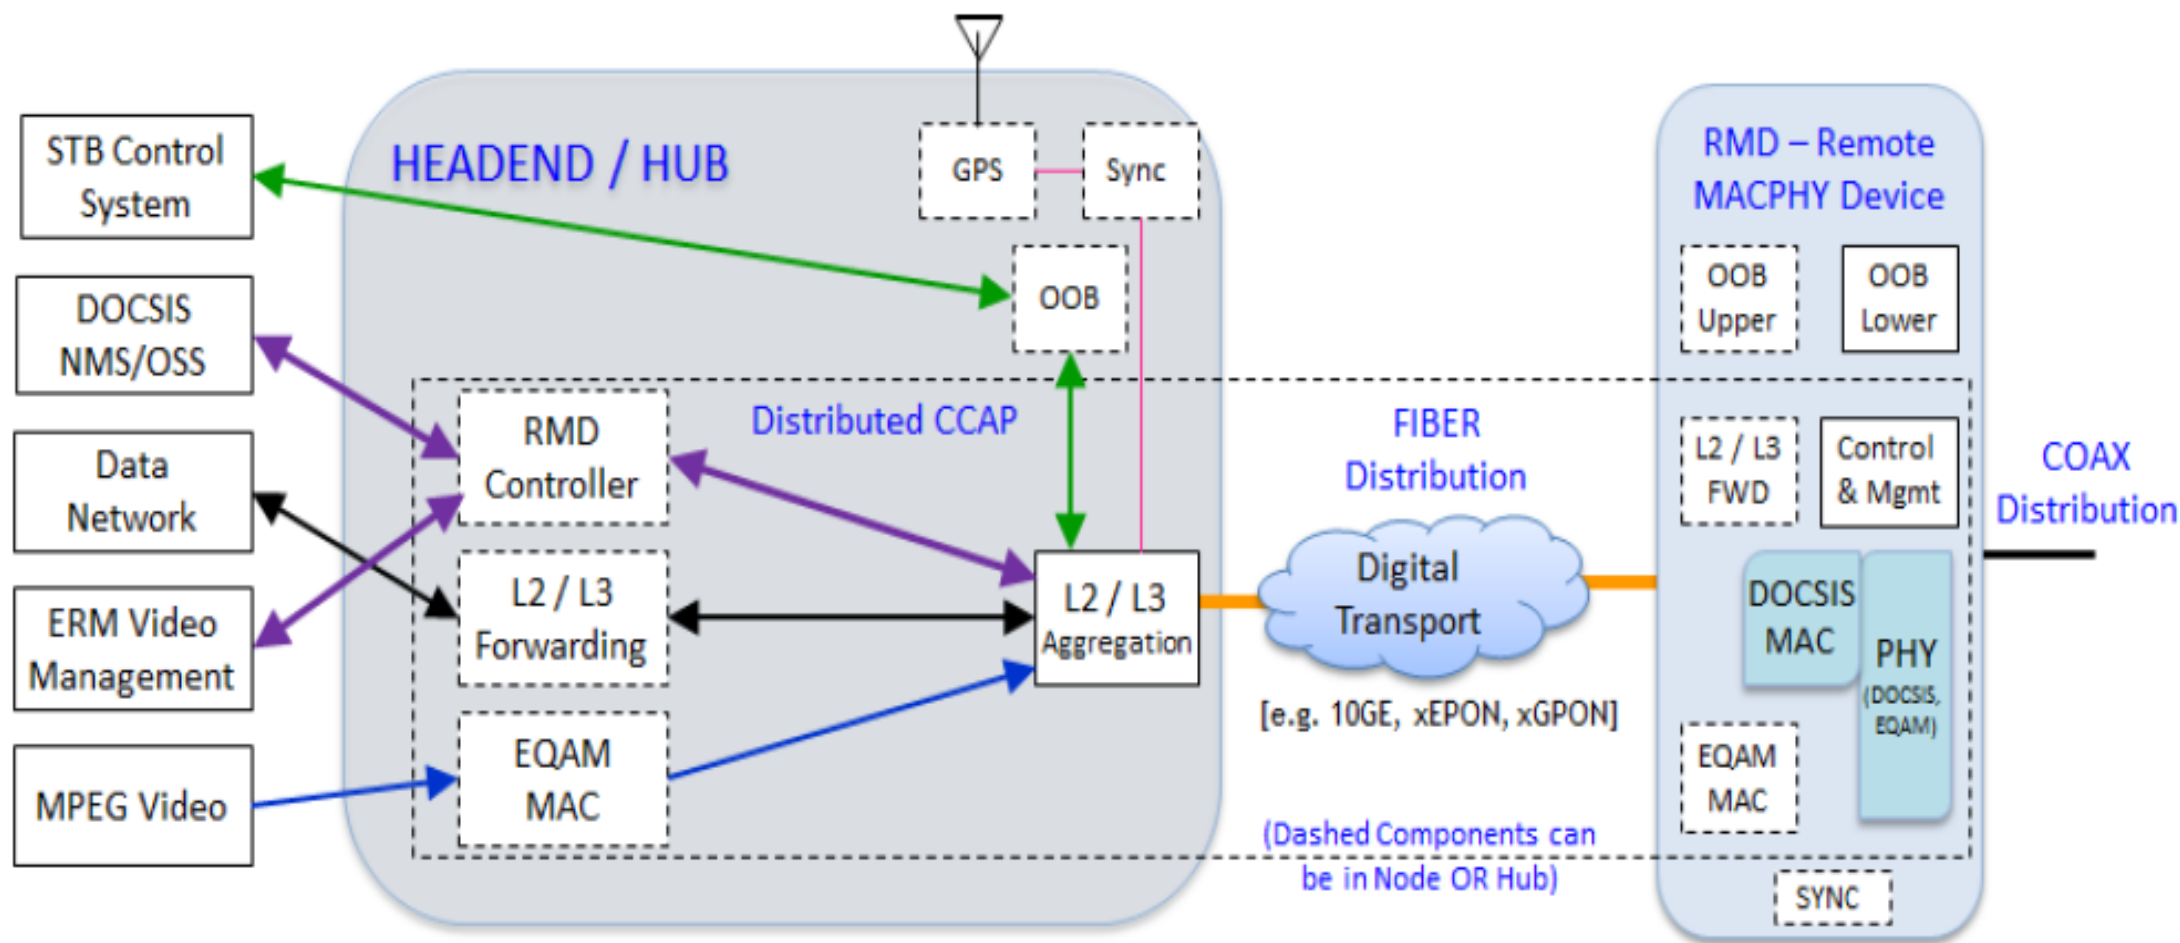 STB Control
System
DOCSIS
NMS/OSS
Data
Network
ERM Video
Management
MPEG Video
HEADEND / HUB
GPS
Sync
OOB
Distributed CCAP
RMD
Controller
L2 / L3
Forwarding
EQAM
MAC
L2 / L3
Aggregation
FIBER
Distribution
Digital
Transport
[e.g. 10GE, xEPON, xGPON]
(Dashed Components can
be in Node OR Hub)
RMD – Remote
MACPHY Device
OOB
Upper
OOB
Lower
L2 / L3
FWD
Control
& Mgmt
DOCSIS
MAC
PHY
(DOCSIS,
EQAM)
EQAM
MAC
SYNC
COAX
Distribution